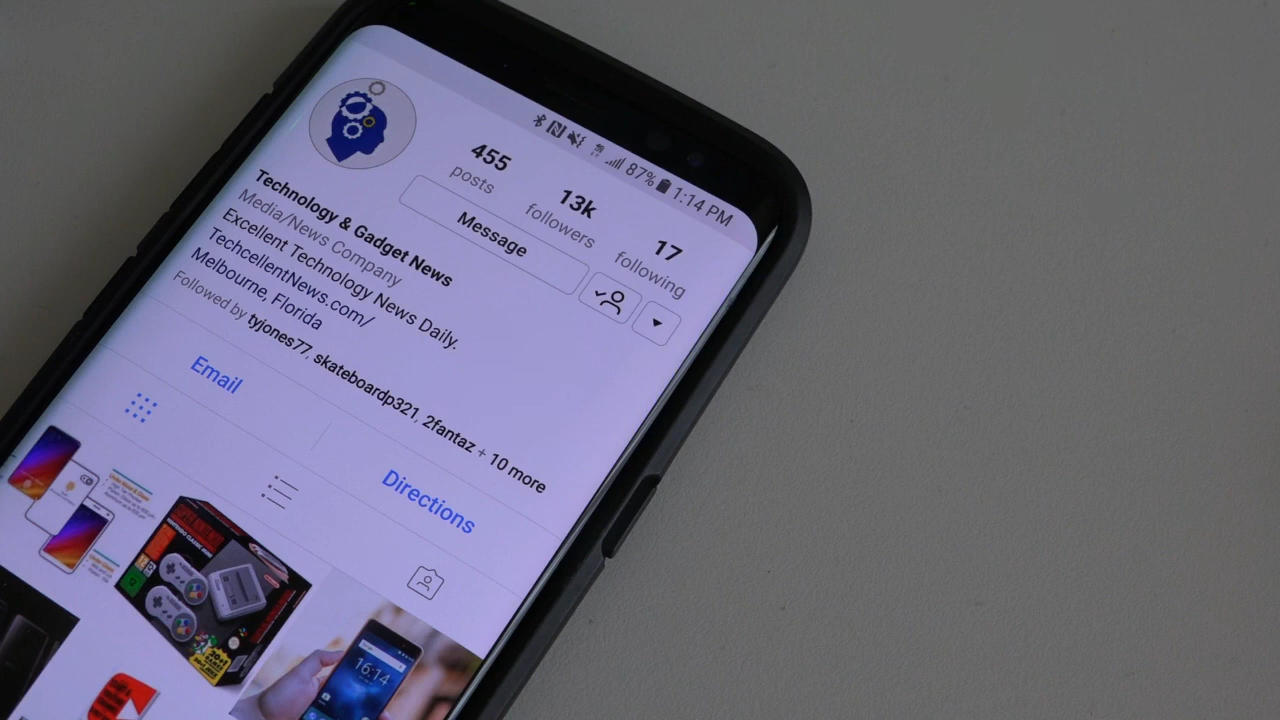 87% 1:14 PM
455
posts
13k
followers
17
following
Message
Technology & Gadget News
Media/News Company
Excellent Technology News Daily.
TechcellentNews.com/
Melbourne, Florida
Followed by tyjones77, skateboardp321, 2fantaz + 10 more
Email
Directions
16:14